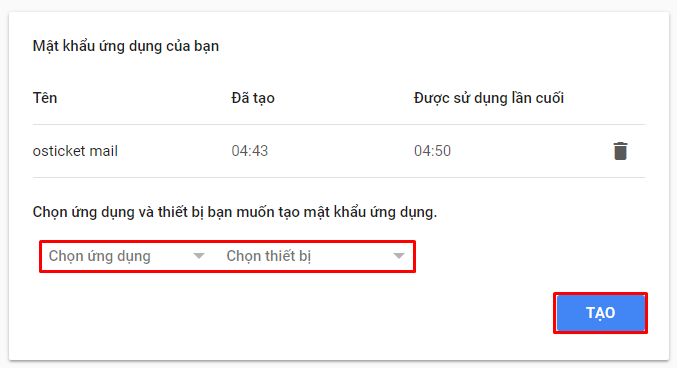 Mật khẩu ứng dụng của bạn
Tên Đã tạo Được sử dụng lần cuối
osticket mail 04:43 04:50
Chọn ứng dụng và thiết bị bạn muốn tạo mật khẩu ứng dụng.
Chọn ứng dụng Chọn thiết bị
TẠO